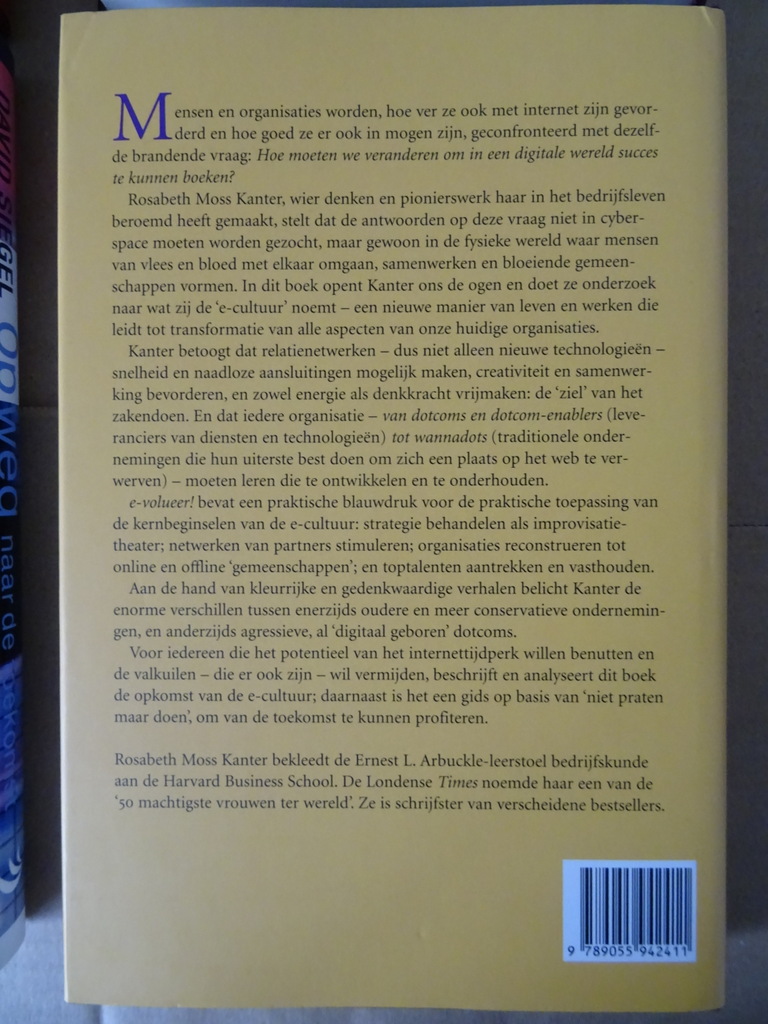 Mensen en organisaties worden, hoe ver ze ook met internet zijn gevor-
derd en hoe goed ze er ook in mogen zijn, geconfronteerd met dezelf-
de brandende vraag: Hoe moeten we veranderen om in een digitale wereld succes
te kunnen boeken?
Rosabeth Moss Kanter, wier denken en pionierswerk haar in het bedrijfsleven
beroemd heeft gemaakt, stelt dat de antwoorden op deze vraag niet in cyber-
space moeten worden gezocht, maar gewoon in de fysieke wereld waar mensen
van vlees en bloed met elkaar omgaan, samenwerken en bloeiende gemeen-
schappen vormen. In dit boek opent Kanter ons de ogen en doet ze onderzoek
naar wat zij de 'e-cultuur' noemt – een nieuwe manier van leven en werken die
leidt tot transformatie van alle aspecten van onze huidige organisaties.
Kanter betoogt dat relatienetwerken – dus niet alleen nieuwe technologieën –
snelheid en naadloze aansluitingen mogelijk maken, creativiteit en samenwer-
king bevorderen, en zowel energie als denkkracht vrijmaken: de 'ziel' van het
zakendoen. En dat iedere organisatie – van dotcoms en dotcom-enablers (leve-
ranciers van diensten en technologieën) tot wannadots (traditionele onder-
nemingen die hun uiterste best doen om zich een plaats op het web te ver-
werven) – moeten leren die te ontwikkelen en te onderhouden.
e-volueer! bevat een praktische blauwdruk voor de praktische toepassing van
de kernbeginselen van de e-cultuur: strategie behandelen als improvisatie-
theater; netwerken van partners stimuleren; organisaties reconstrueren tot
online en offline 'gemeenschappen'; en toptalenten aantrekken en vasthouden.
Aan de hand van kleurrijke en gedenkwaardige verhalen belicht Kanter de
enorme verschillen tussen enerzijds oudere en meer conservatieve ondernemin-
gen, en anderzijds agressieve, al 'digitaal geboren' dotcoms.
Voor iedereen die het potentieel van het internettijdperk willen benutten en
de valkuilen – die er ook zijn – wil vermijden, beschrijft en analyseert dit boek
de opkomst van de e-cultuur; daarnaast is het een gids op basis van 'niet praten
maar doen', om van de toekomst te kunnen profiteren.
Rosabeth Moss Kanter bekleedt de Ernest L. Arbuckle-leerstoel bedrijfskunde
aan de Harvard Business School. De Londense Times noemde haar een van de
'50 machtigste vrouwen ter wereld'. Ze is schrijfster van verscheidene bestsellers.
9 789055 942411
DAVID SIEGEL
op weg naar de